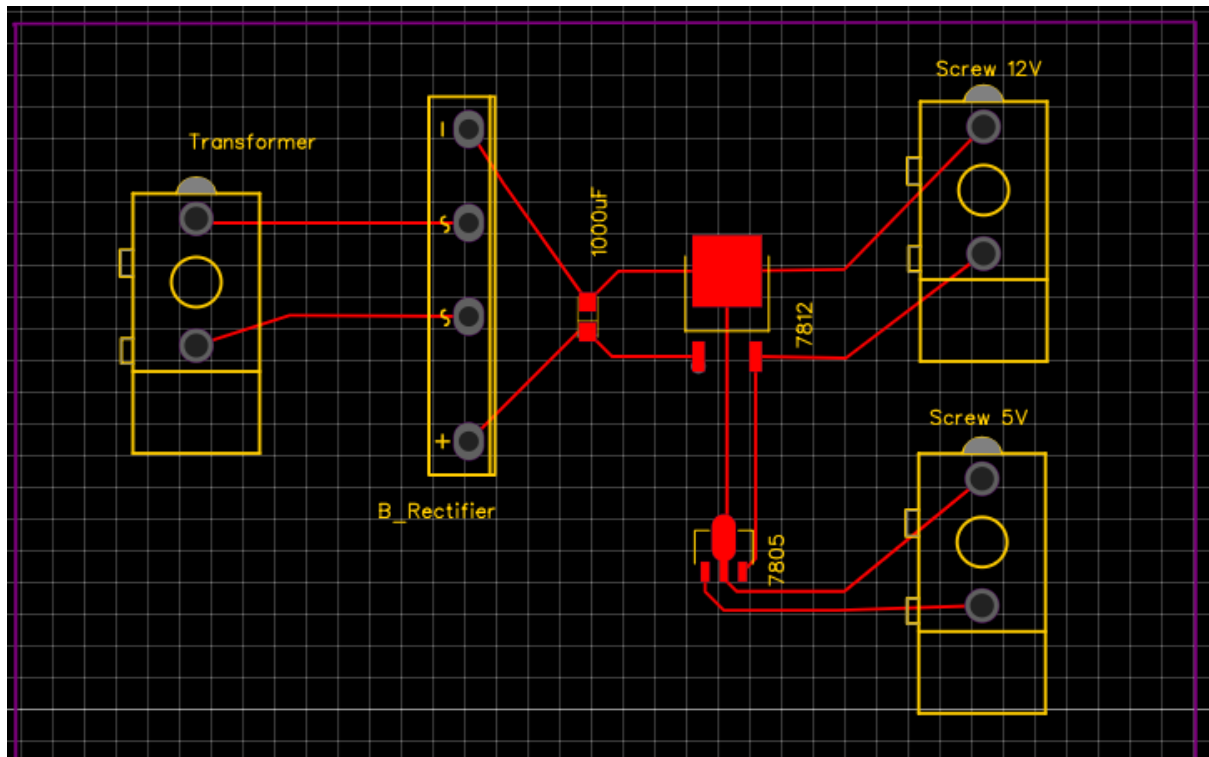 Screw 12V
Transformer
1000uF
7812
Screw 5V
B_Rectifier
7805